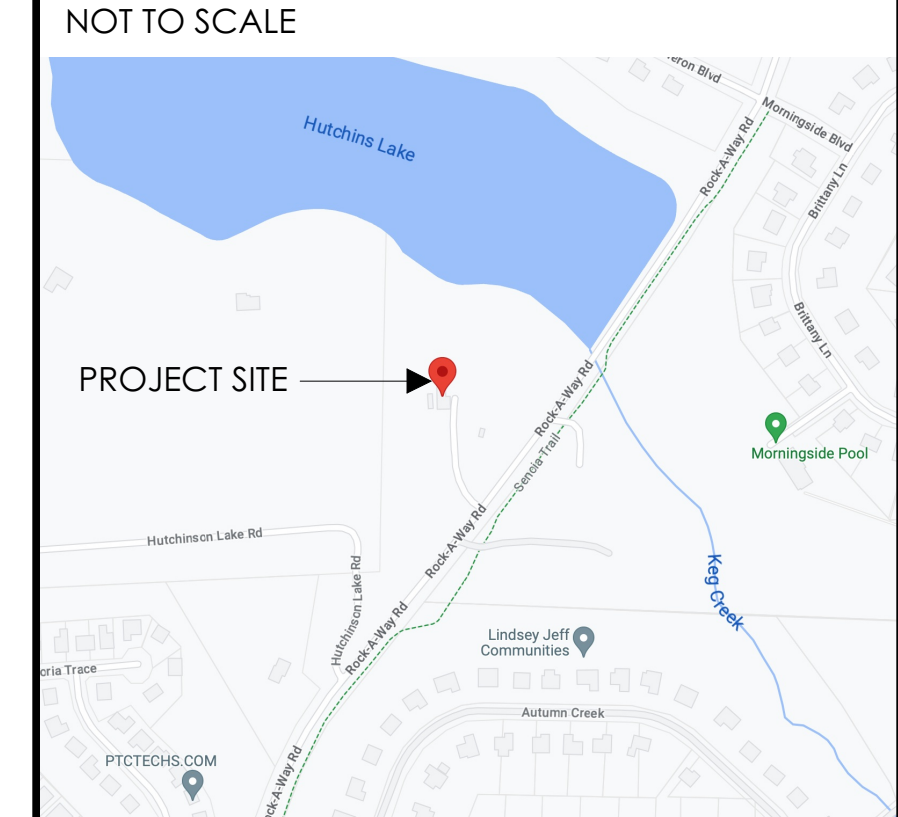 NOT TO SCALE
eron Blvd
Morningside Blvd
Hutchins Lake
Rock-A-Way Rd
Brittany Ln
Brittany Ln
PROJECT SITE
Rock-A-Way Rd
Senoia-Trail
Morningside Pool
Rock-A-Way Rd
Hutchinson Lake Rd
Hutchinson Lake Rd
Keg Creek
Rock-A-Way Rd
Lindsey Jeff
Communities
oria Trace
Autumn Creek
PTCTECHS.COM
ck-A-Way Rd